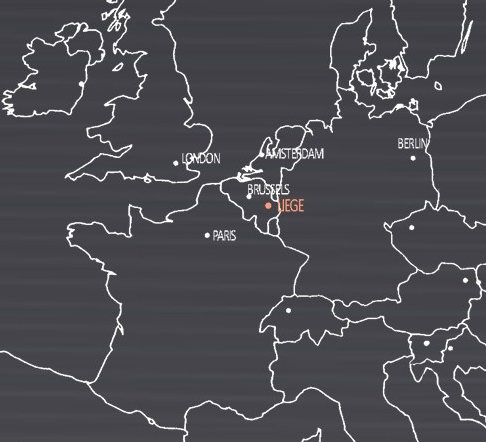 BERLIN
AMSTERDAM
LONDON
BRUSSELS
LIEGE
PARIS